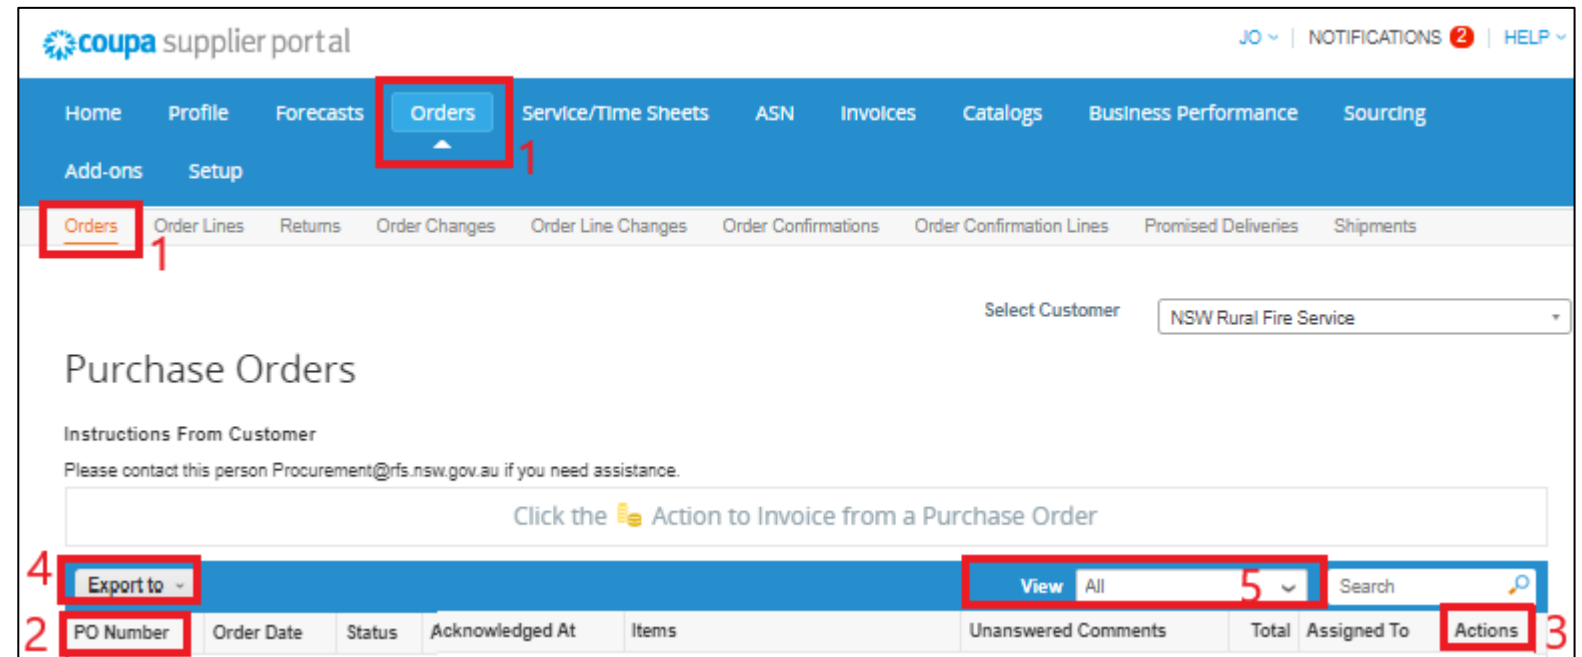 coupa supplier portal
JO | NOTIFICATIONS 2 | HELP
Home Profile Forecasts Orders Service/Time Sheets ASN Invoices Catalogs Business Performance Sourcing
1
Add-ons Setup
Orders Order Lines Returns Order Changes Order Line Changes Order Confirmations Order Confirmation Lines Promised Deliveries Shipments
1
Select Customer NSW Rural Fire Service
Purchase Orders
Instructions From Customer
Please contact this person Procurement@rfs.nsw.gov.au if you need assistance.
Click the Action to Invoice from a Purchase Order
4 Export to View All 5 Search
2 PO Number Order Date Status Acknowledged At Items Unanswered Comments Total Assigned To Actions 3